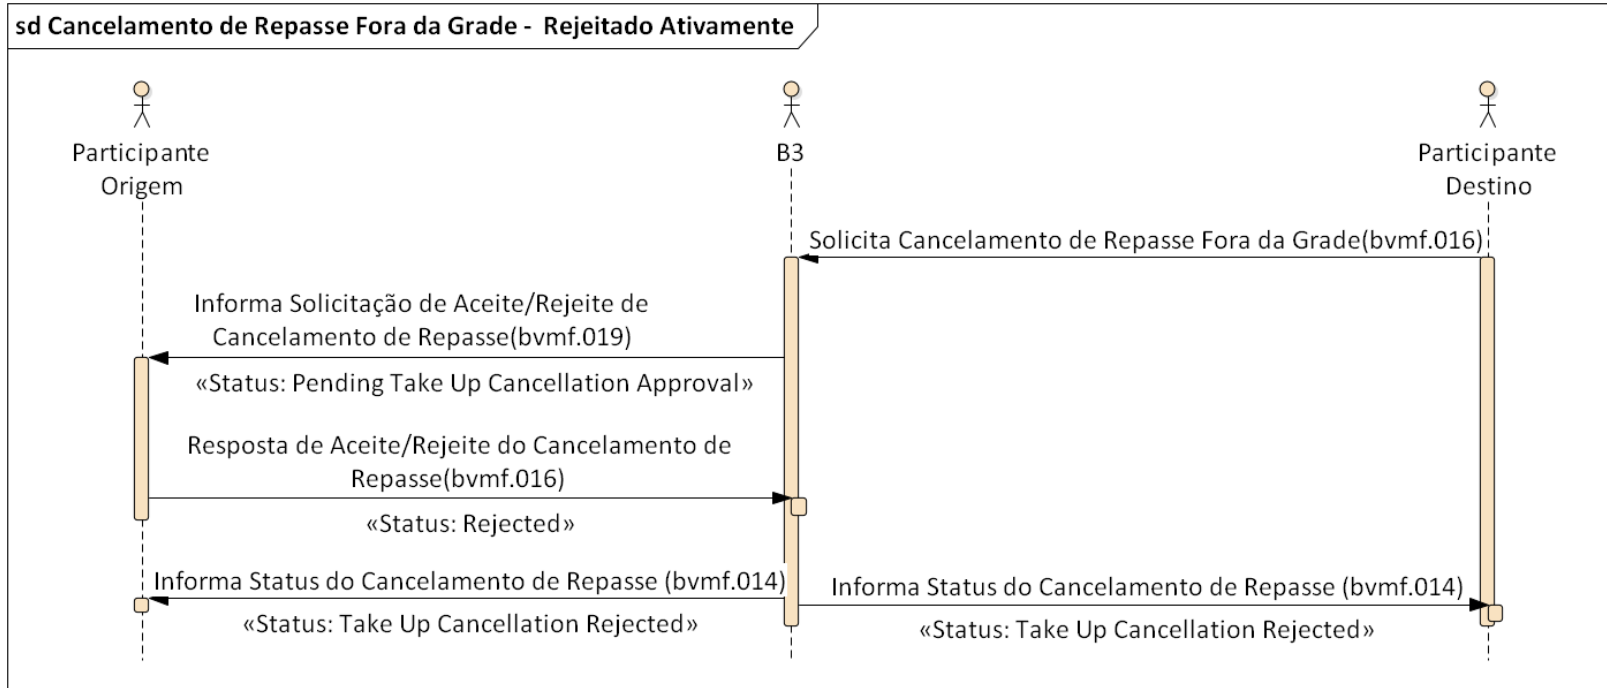 sd Cancelamento de Repasse Fora da Grade - Rejeitado Ativamente
Participante
Origem
B3
Participante
Destino
Solicita Cancelamento de Repasse Fora da Grade(bvmf.016)
Informa Solicitação de Aceite/Rejeite de
Cancelamento de Repasse(bvmf.019)
«Status: Pending Take Up Cancellation Approval»
Resposta de Aceite/Rejeite do Cancelamento de
Repasse(bvmf.016)
«Status: Rejected»
Informa Status do Cancelamento de Repasse (bvmf.014)
«Status: Take Up Cancellation Rejected»
Informa Status do Cancelamento de Repasse (bvmf.014)
«Status: Take Up Cancellation Rejected»